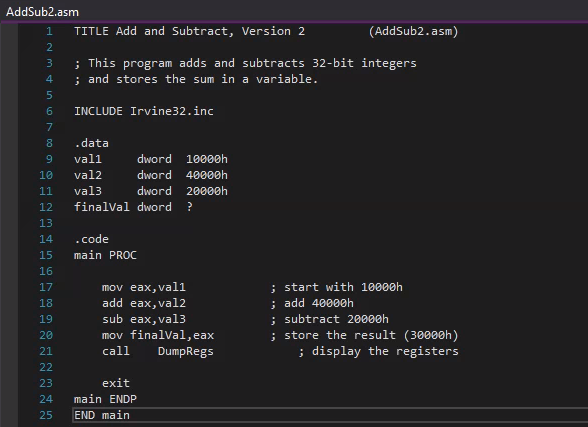 AddSub2.asm
1 TITLE Add and Subtract, Version 2         (AddSub2.asm)
2
3 ; This program adds and subtracts 32-bit integers
4 ; and stores the sum in a variable.
5
6 INCLUDE Irvine32.inc
7
8 .data
9 val1     dword  10000h
10 val2     dword  40000h
11 val3     dword  20000h
12 finalVal dword  ?
13
14 .code
15 main PROC
16
17     mov eax,val1            ; start with 10000h
18     add eax,val2            ; add 40000h
19     sub eax,val3            ; subtract 20000h
20     mov finalVal,eax        ; store the result (30000h)
21     call    DumpRegs            ; display the registers
22
23     exit
24 main ENDP
25 END main